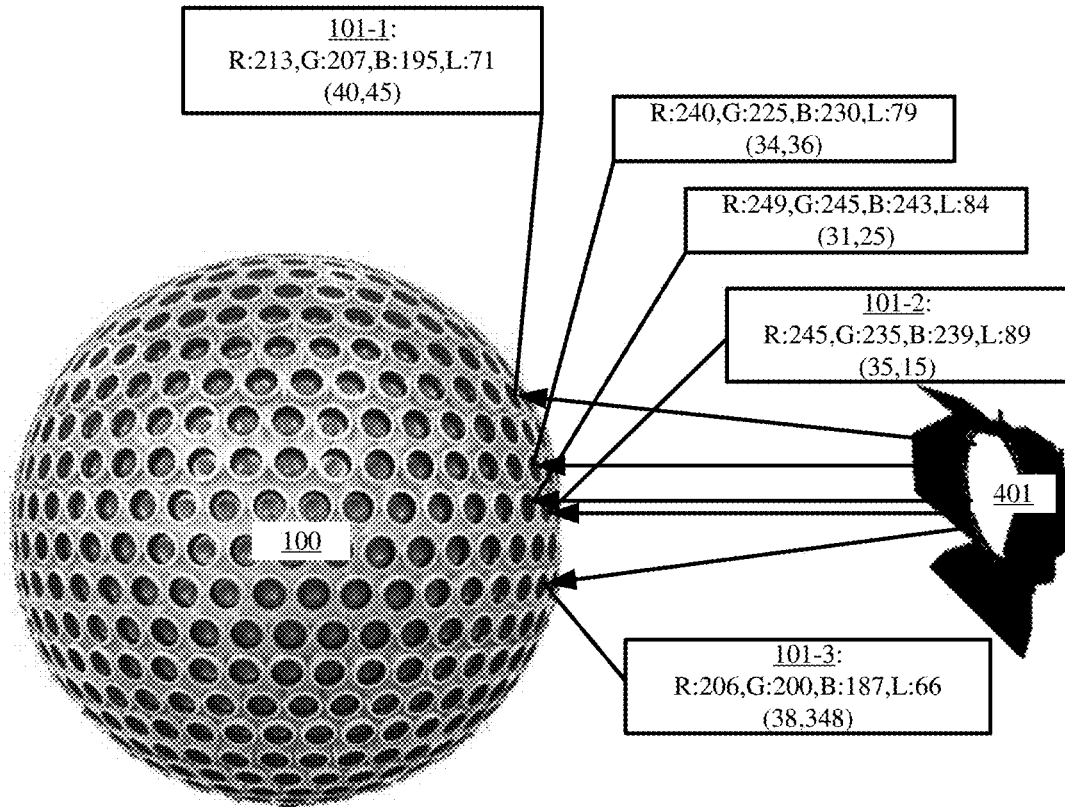 101-1:
R:213,G:207,B:195,L:71
(40,45)
R:240,G:225,B:230,L:79
(34,36)
R:249,G:245,B:243,L:84
(31,25)
101-2:
R:245,G:235,B:239,L:89
(35,15)
401
100
101-3:
R:206,G:200,B:187,L:66
(38,348)